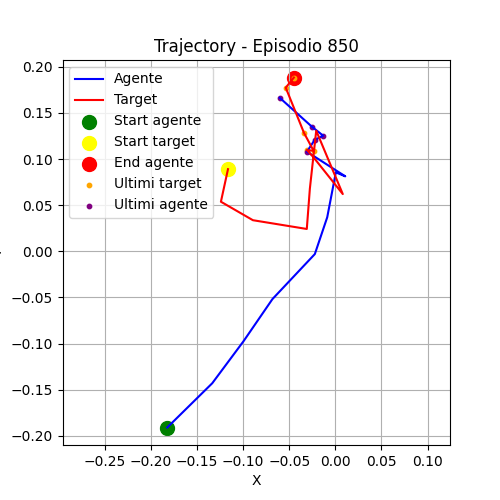 Trajectory - Episodio 850
Agente
Target
Start agente
Start target
End agente
Ultimi target
Ultimi agente
0.20
0.15
0.10
0.05
0.00
−0.05
−0.10
−0.15
−0.20
−0.25 −0.20 −0.15 −0.10 −0.05 0.00 0.05 0.10
X